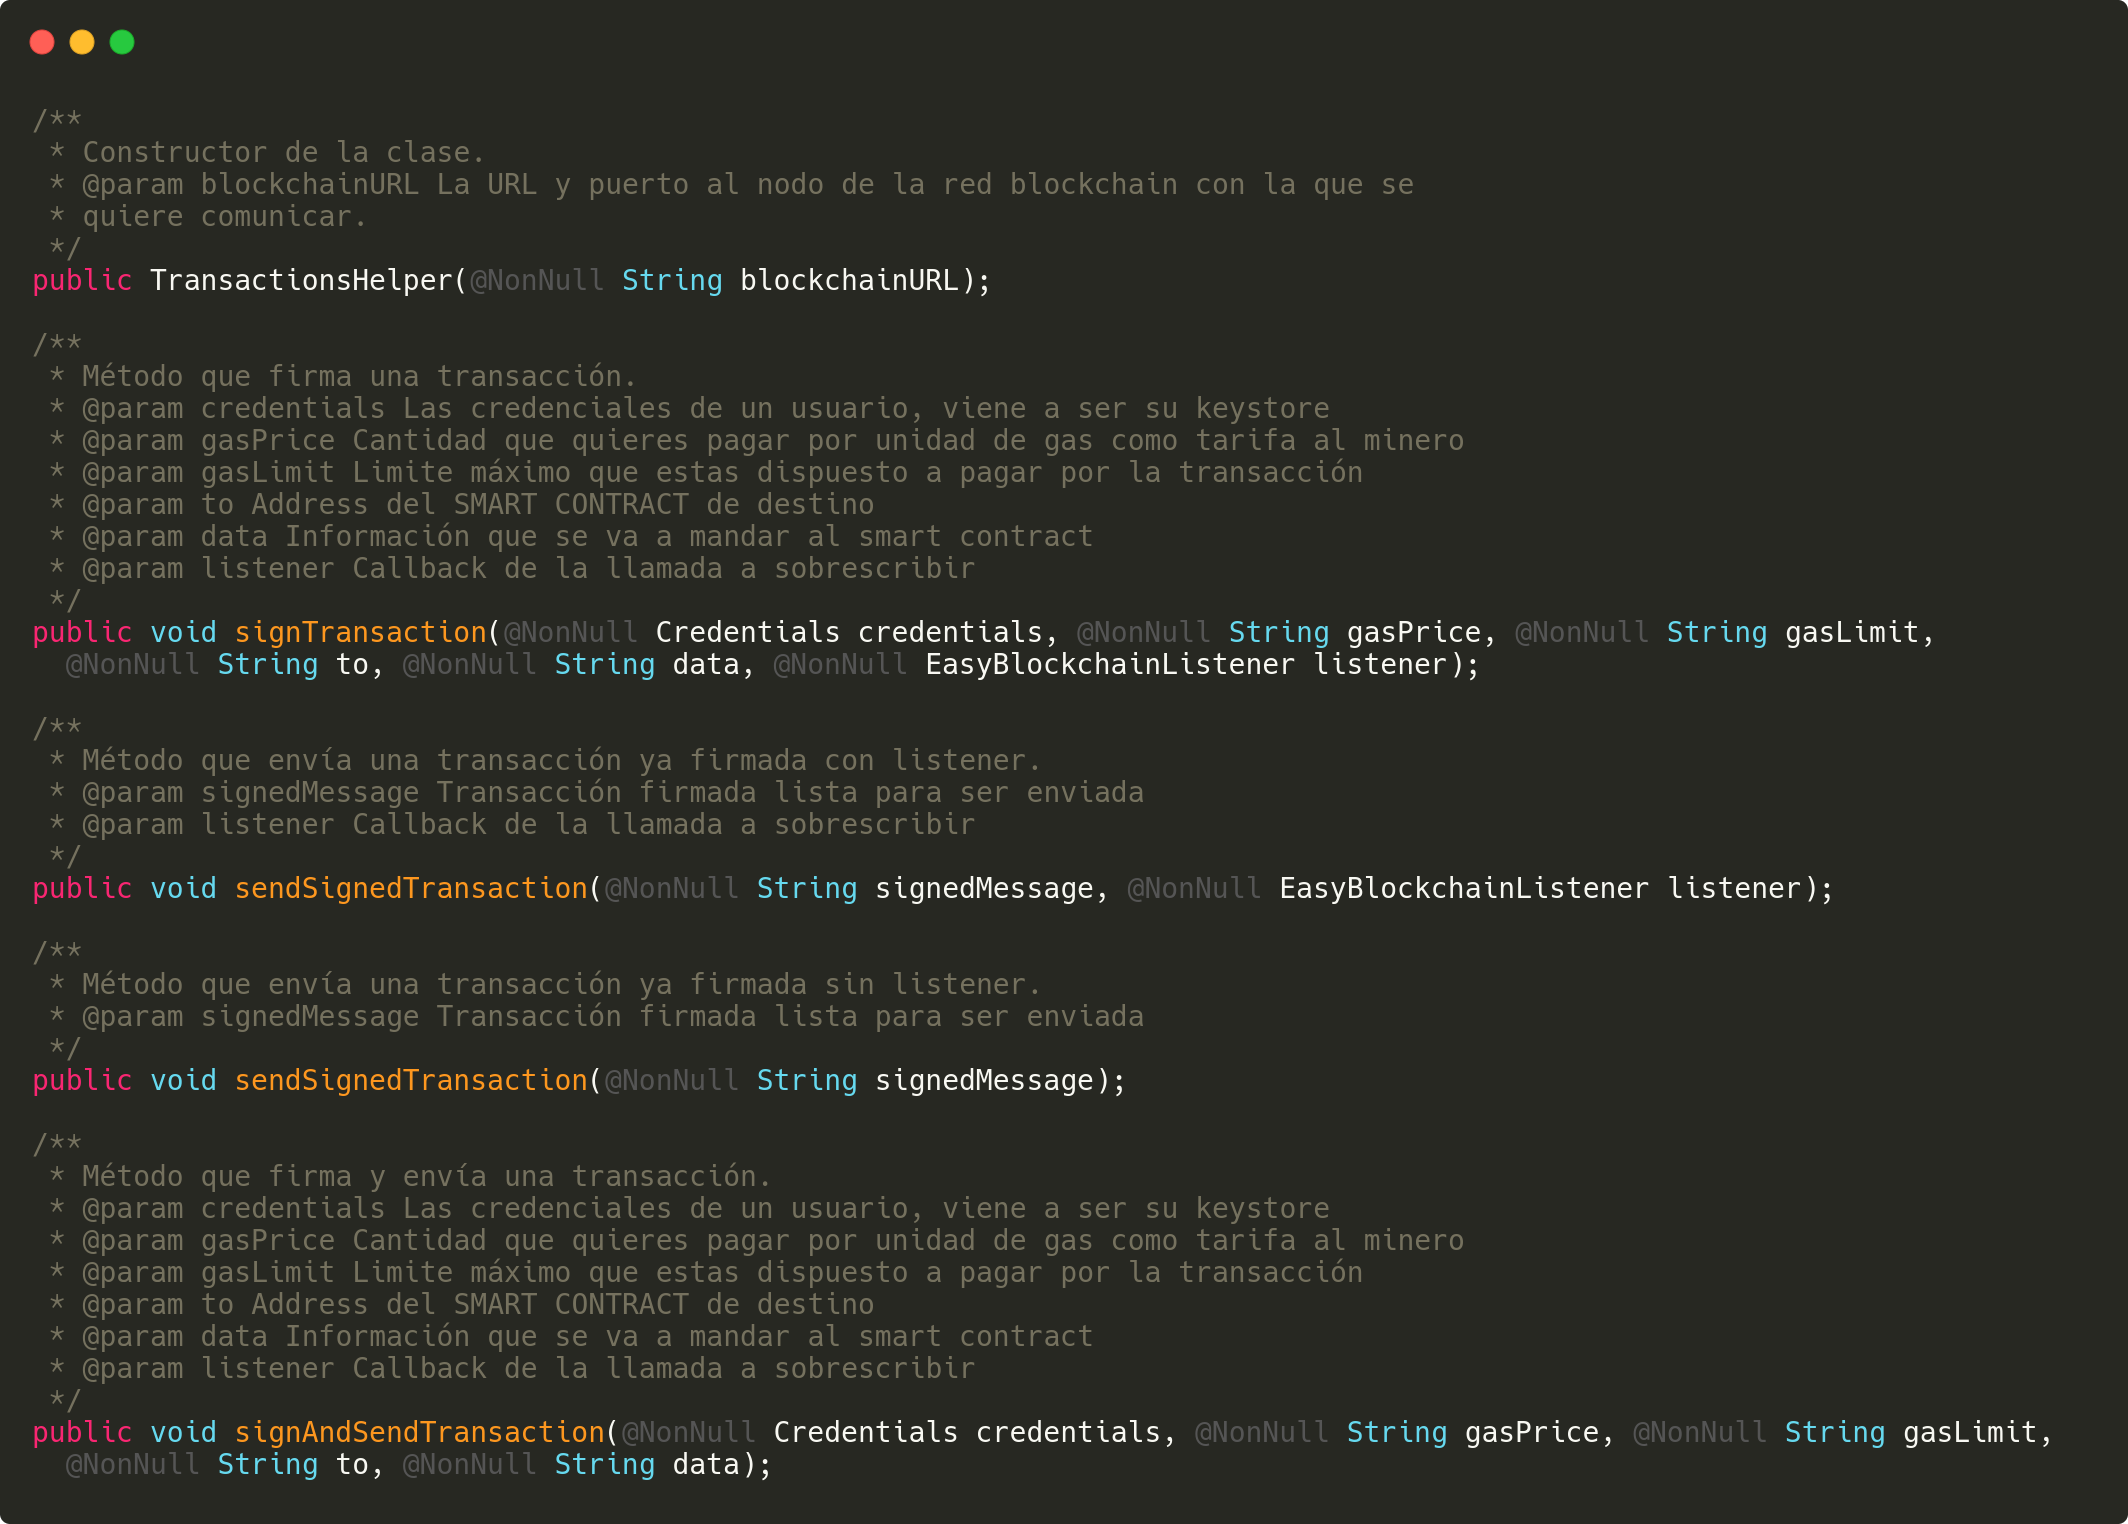 /**
 * Constructor de la clase.
 * @param blockchainURL La URL y puerto al nodo de la red blockchain con la que se
 * quiere comunicar.
 */
public TransactionsHelper(@NonNull String blockchainURL);

/**
 * Método que firma una transacción.
 * @param credentials Las credenciales de un usuario, viene a ser su keystore
 * @param gasPrice Cantidad que quieres pagar por unidad de gas como tarifa al minero
 * @param gasLimit Limite máximo que estas dispuesto a pagar por la transacción
 * @param to Address del SMART CONTRACT de destino
 * @param data Información que se va a mandar al smart contract
 * @param listener Callback de la llamada a sobrescribir
 */
public void signTransaction(@NonNull Credentials credentials, @NonNull String gasPrice, @NonNull String gasLimit,
  @NonNull String to, @NonNull String data, @NonNull EasyBlockchainListener listener);

/**
 * Método que envía una transacción ya firmada con listener.
 * @param signedMessage Transacción firmada lista para ser enviada
 * @param listener Callback de la llamada a sobrescribir
 */
public void sendSignedTransaction(@NonNull String signedMessage, @NonNull EasyBlockchainListener listener);

/**
 * Método que envía una transacción ya firmada sin listener.
 * @param signedMessage Transacción firmada lista para ser enviada
 */
public void sendSignedTransaction(@NonNull String signedMessage);

/**
 * Método que firma y envía una transacción.
 * @param credentials Las credenciales de un usuario, viene a ser su keystore
 * @param gasPrice Cantidad que quieres pagar por unidad de gas como tarifa al minero
 * @param gasLimit Limite máximo que estas dispuesto a pagar por la transacción
 * @param to Address del SMART CONTRACT de destino
 * @param data Información que se va a mandar al smart contract
 * @param listener Callback de la llamada a sobrescribir
 */
public void signAndSendTransaction(@NonNull Credentials credentials, @NonNull String gasPrice, @NonNull String gasLimit,
  @NonNull String to, @NonNull String data);